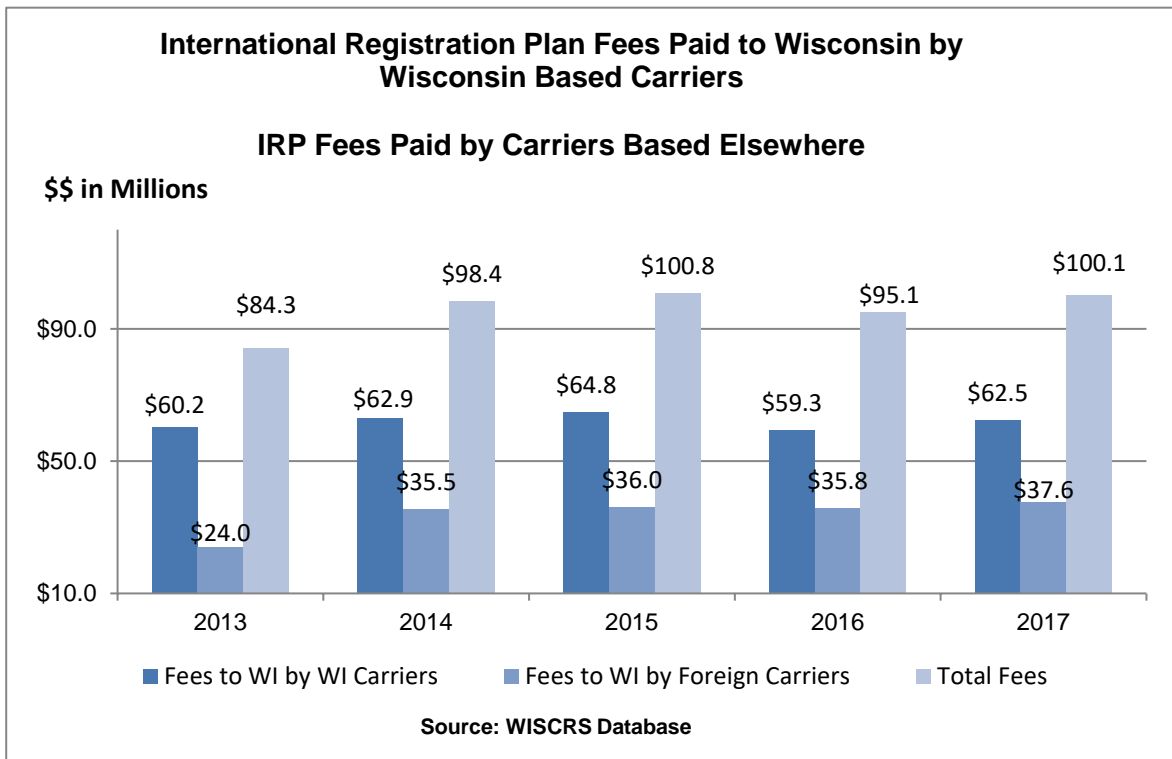 International Registration Plan Fees Paid to Wisconsin by
Wisconsin Based Carriers
IRP Fees Paid by Carriers Based Elsewhere
$$ in Millions
$90.0
$50.0
$10.0
$60.2
$24.0
$84.3
$62.9
$35.5
$98.4
$64.8
$36.0
$100.8
$59.3
$35.8
$95.1
$62.5
$37.6
$100.1
2013
2014
2015
2016
2017
Fees to WI by WI Carriers
Fees to WI by Foreign Carriers
Total Fees
Source: WISCRS Database